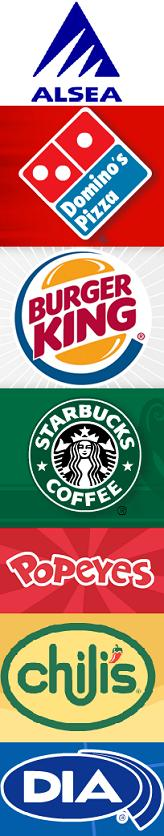 ALSEA
Domino's
Pizza
BURGER
KING
®
STARBUCKS
COFFEE
®
POPEYES
chili's
®
DIA
®